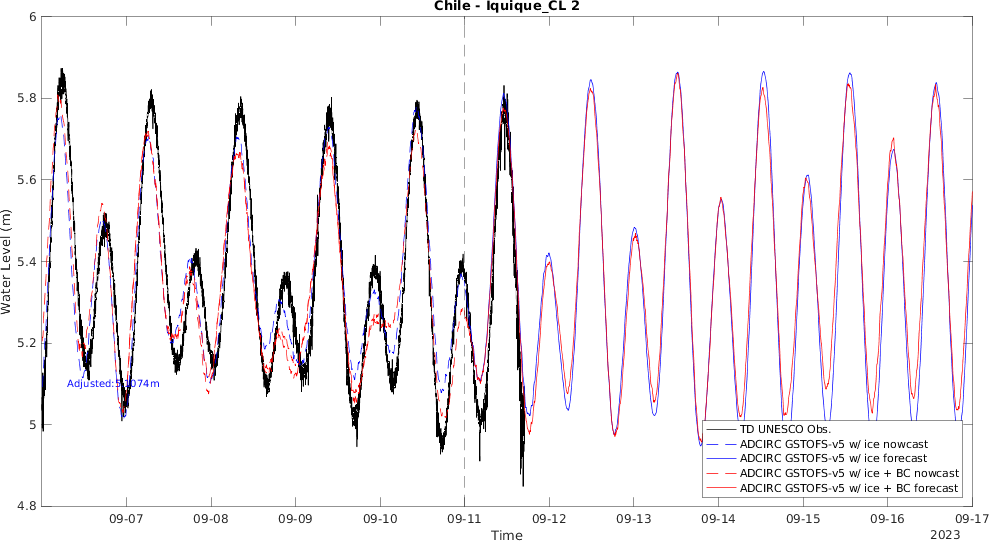 Chile - Iquique_CL 2
6
5.8
5.6
5.4
5.2
5
4.8
Water Level (m)
Adjusted:5.1074m
TD UNESCO Obs.
ADCIRC GSTOFS-v5 w/ ice nowcast
ADCIRC GSTOFS-v5 w/ ice forecast
ADCIRC GSTOFS-v5 w/ ice + BC nowcast
ADCIRC GSTOFS-v5 w/ ice + BC forecast
09-07 09-08 09-09 09-10 09-11 09-12 09-13 09-14 09-15 09-16 09-17
Time
2023